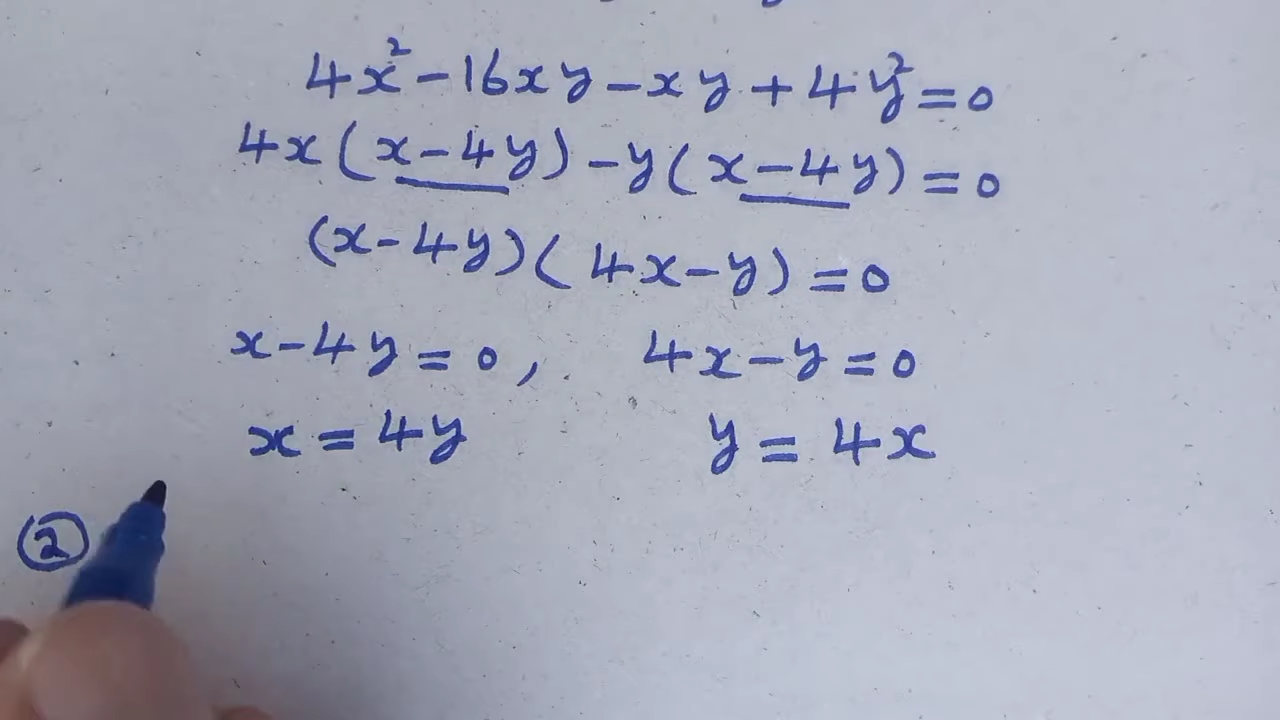 4x² - 16xy - xy + 4y² = 0
4x(x - 4y) - y(x - 4y) = 0
(x - 4y)(4x - y) = 0
x - 4y = 0, 4x - y = 0
x = 4y y = 4x
②